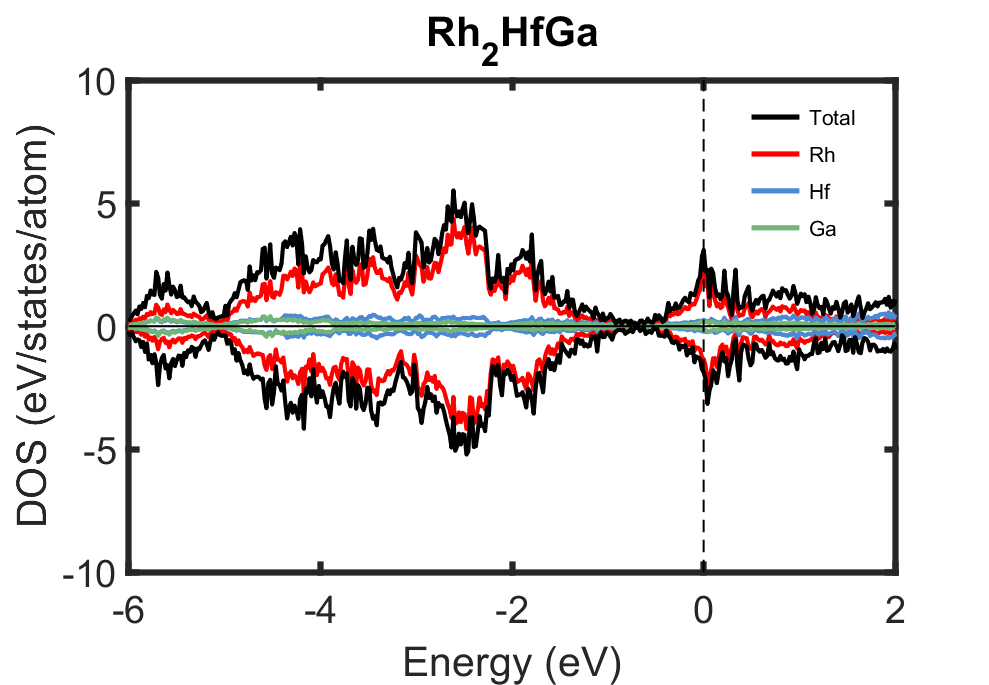 Rh2HfGa
DOS (eV/states/atom)
10
5
0
-5
-10
-6
-4
-2
0
2
Energy (eV)
Total
Rh
Hf
Ga